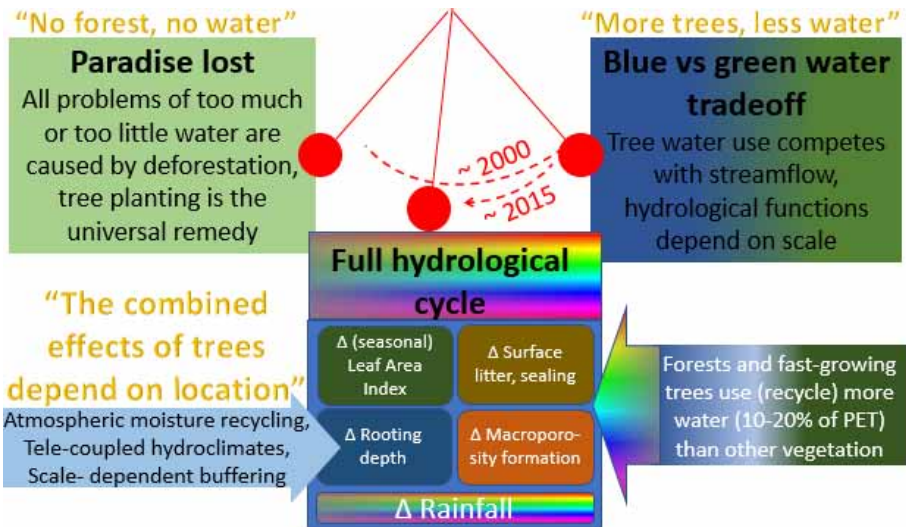 “No forest, no water”
Paradise lost
All problems of too much
or too little water are
caused by deforestation,
tree planting is the
universal remedy
~ 2000
~ 2015
“More trees, less water”
Blue vs green water
tradeoff
Tree water use competes
with streamflow,
hydrological functions
depend on scale
Full hydrological
cycle
“The combined
effects of trees
depend on location”
Atmospheric moisture recycling,
Tele-coupled hydroclimates,
Scale- dependent buffering
Δ (seasonal)
Leaf Area
Index
Δ Surface
litter, sealing
Δ Rooting
depth
Δ Macroporo-
sity formation
Δ Rainfall
Forests and fast-growing
trees use (recycle) more
water (10-20% of PET)
than other vegetation